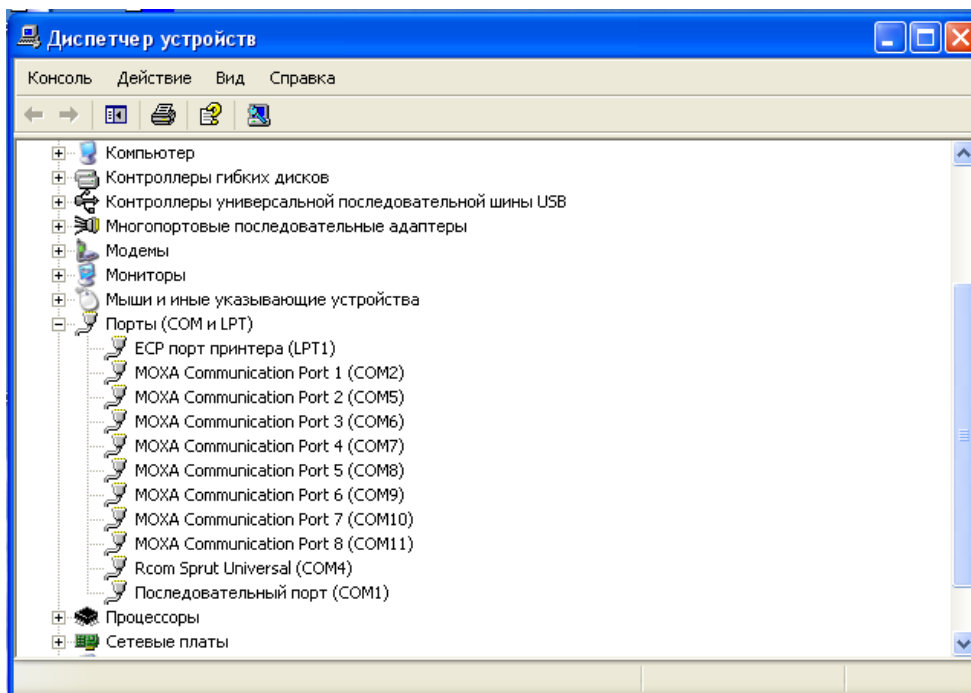 Диспетчер устройств
Консоль Действие Вид Справка
Компьютер
Контроллеры гибких дисков
Контроллеры универсальной последовательной шины USB
Многопортовые последовательные адаптеры
Модемы
Мониторы
Мыши и иные указывающие устройства
Порты (COM и LPT)
ECP порт принтера (LPT1)
MOXA Communication Port 1 (COM2)
MOXA Communication Port 2 (COM5)
MOXA Communication Port 3 (COM6)
MOXA Communication Port 4 (COM7)
MOXA Communication Port 5 (COM8)
MOXA Communication Port 6 (COM9)
MOXA Communication Port 7 (COM10)
MOXA Communication Port 8 (COM11)
Rcom Sprut Universal (COM4)
Последовательный порт (COM1)
Процессоры
Сетевые платы